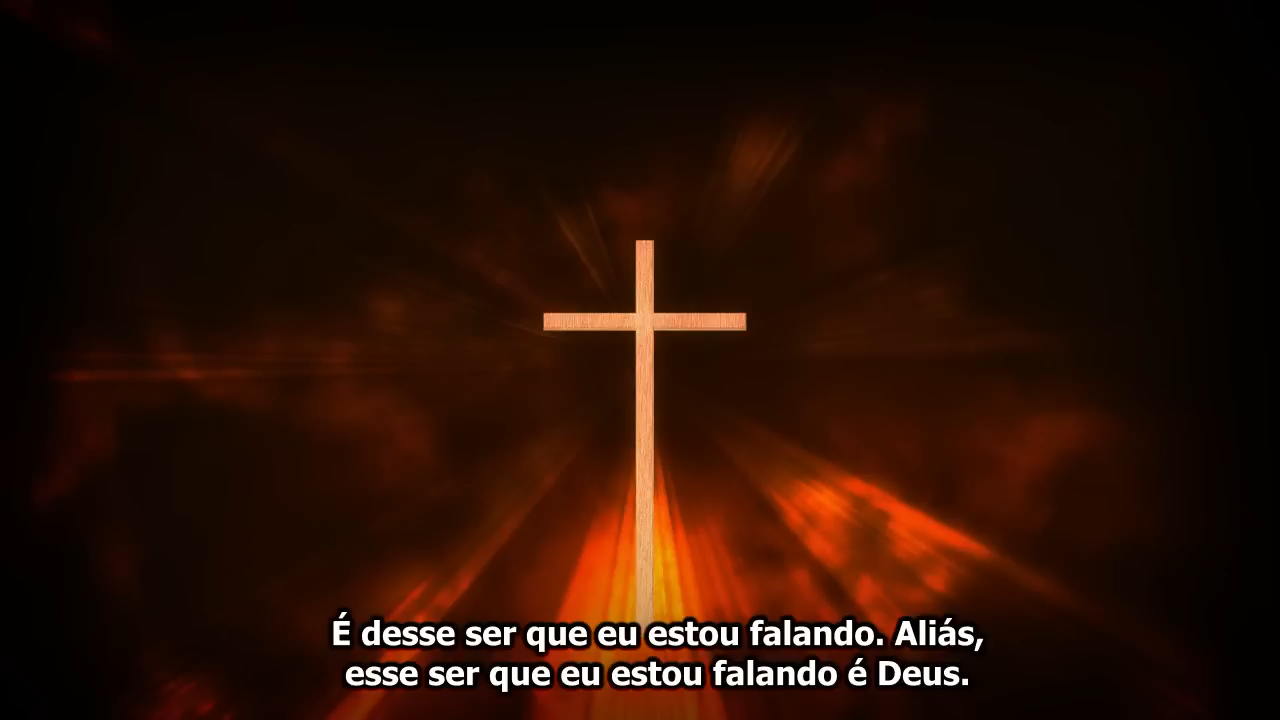 É desse ser que eu estou falando. Aliás,
esse ser que eu estou falando é Deus.